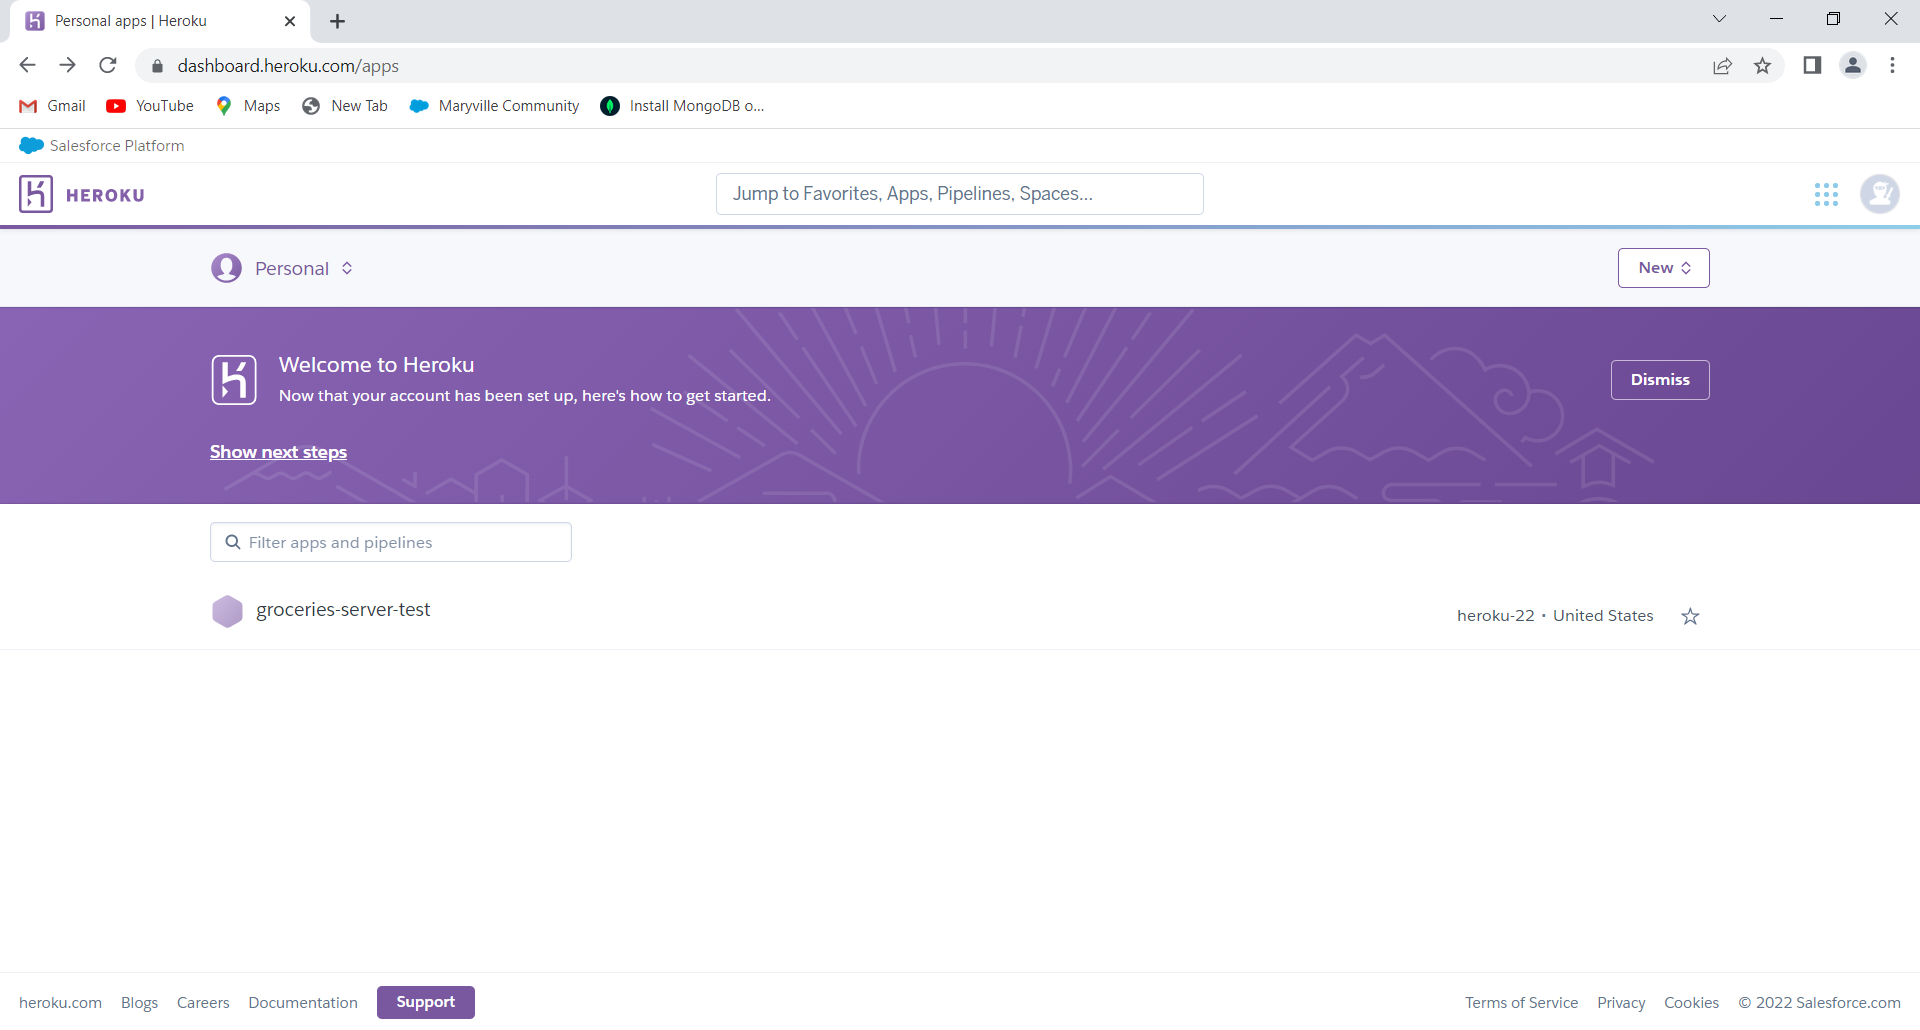 Personal apps | Heroku
dashboard.heroku.com/apps
Gmail YouTube Maps New Tab Maryville Community Install MongoDB o...
Salesforce Platform
HEROKU
Jump to Favorites, Apps, Pipelines, Spaces...
Personal
New
Welcome to Heroku
Now that your account has been set up, here's how to get started.
Dismiss
Show next steps
Filter apps and pipelines
groceries-server-test
heroku-22 • United States
heroku.com Blogs Careers Documentation Support Terms of Service Privacy Cookies © 2022 Salesforce.com